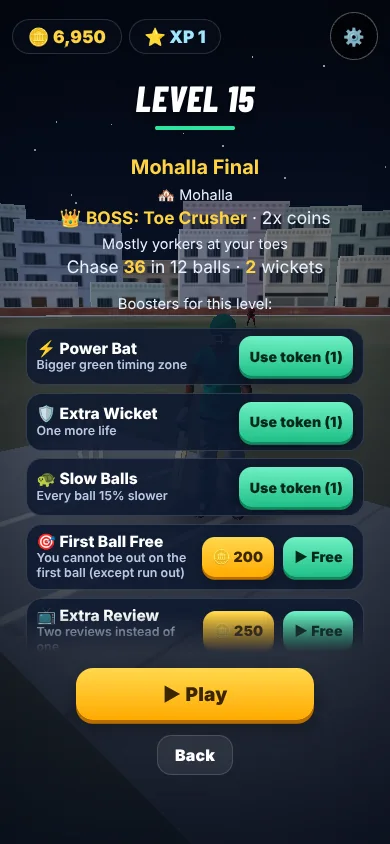 6,950
XP 1
LEVEL 15
Mohalla Final
Mohalla
BOSS: Toe Crusher · 2x coins
Mostly yorkers at your toes
Chase 36 in 12 balls · 2 wickets
Boosters for this level:
Power Bat
Bigger green timing zone
Use token (1)
Extra Wicket
One more life
Use token (1)
Slow Balls
Every ball 15% slower
Use token (1)
First Ball Free
You cannot be out on the
first ball (except run out)
200
▶ Free
Extra Review
Two reviews instead of
one
250
▶ Free
▶ Play
Back